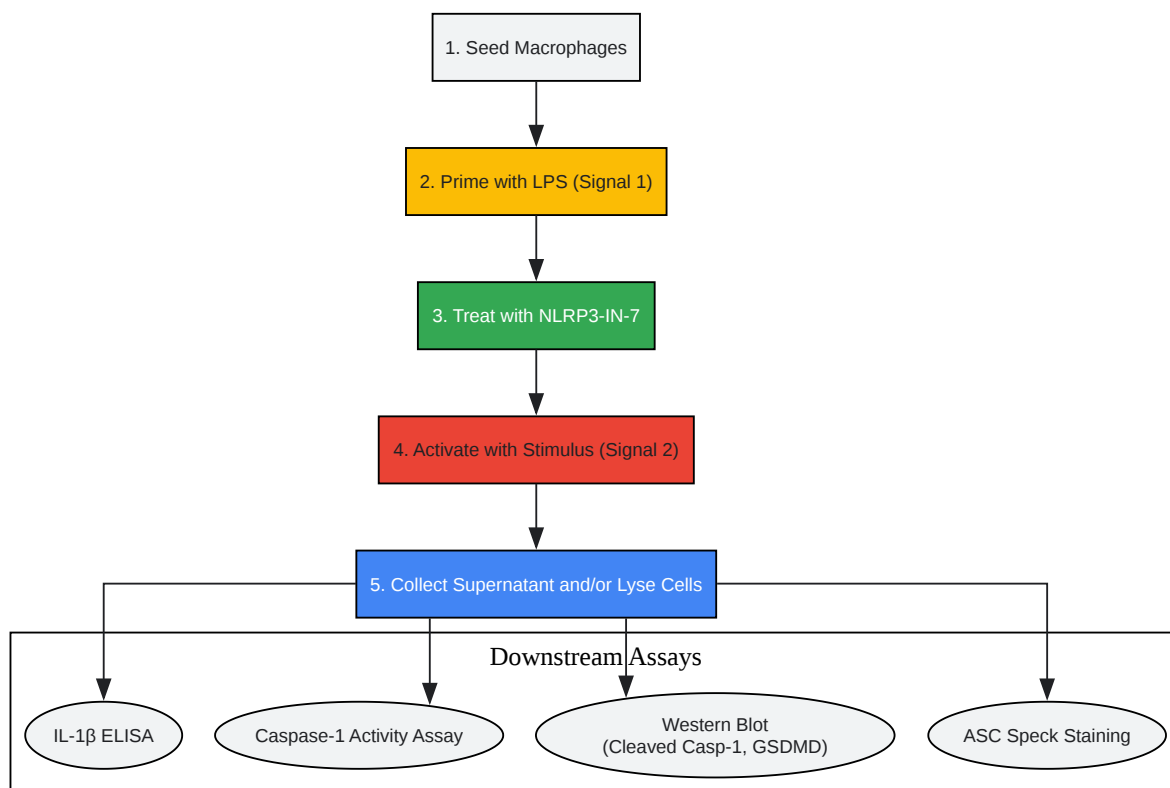 1. Seed Macrophages
2. Prime with LPS (Signal 1)
3. Treat with NLRP3-IN-7
4. Activate with Stimulus (Signal 2)
5. Collect Supernatant and/or Lyse Cells
Downstream Assays
IL-1β ELISA
Caspase-1 Activity Assay
Western Blot
(Cleaved Casp-1, GSDMD)
ASC Speck Staining